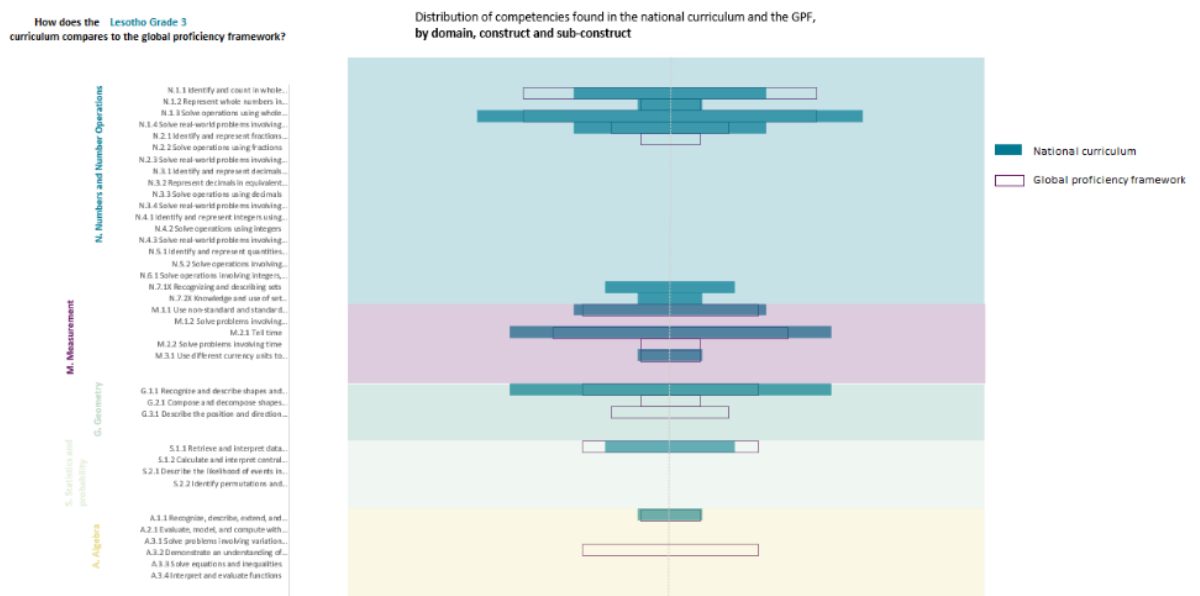 How does the Lesotho Grade 3
curriculum compares to the global proficiency framework?
Distribution of competencies found in the national curriculum and the GPF,
by domain, construct and sub-construct
N. Numbers and Number Operations
N.1.1 Identify and count in whole...
N.1.2 Represent whole numbers in...
N.1.3 Solve operations using whole...
N.1.4 Solve real-world problems involving...
N.2.1 Identify and represent fractions...
N.2.2 Solve operations using fractions
N.2.3 Solve real-world problems involving...
N.3.1 Identify and represent decimals...
N.3.2 Represent decimals in equivalent...
N.3.3 Solve operations using decimals
N.3.4 Solve real-world problems involving...
N.4.1 Identify and represent integers using...
N.4.2 Solve operations using integers
N.4.3 Solve real-world problems involving...
N.5.1 Identify and represent quantities...
N.5.2 Solve operations involving...
N.6.1 Solve operations involving integers,...
N.7.1X Recognizing and describing sets
N.7.2X Knowledge and use of set...
M. Measurement
M.1.1 Use non-standard and standard...
M.1.2 Solve problems involving...
M.2.1 Tell time
M.2.2 Solve problems involving time
M.3.1 Use different currency units to...
G. Geometry
G.1.1 Recognize and describe shapes and...
G.2.1 Compose and decompose shapes...
G.3.1 Describe the position and direction...
S. Statistics and
probability
S.1.1 Retrieve and interpret data...
S.1.2 Calculate and interpret central...
S.2.1 Describe the likelihood of events in...
S.2.2 Identify permutations and...
A. Algebra
A.1.1 Recognize, describe, extend, and...
A.2.1 Evaluate, model, and compute with...
A.3.1 Solve problems involving variation...
A.3.2 Demonstrate an understanding of...
A.3.3 Solve equations and inequalities
A.3.4 Interpret and evaluate functions
National curriculum
Global proficiency framework